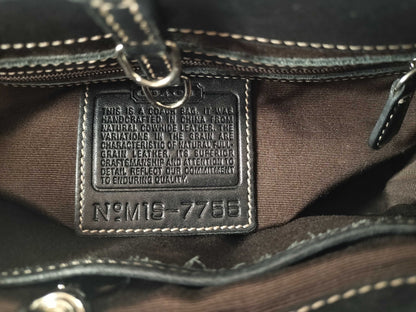 COACH
THIS IS A COACH BAG. IT WAS
HANDCRAFTED IN CHINA FROM
NATURAL COWHIDE LEATHER. THE
VARIATIONS IN THE GRAIN ARE
CHARACTERISTIC OF NATURAL FULL
GRAIN LEATHER. ITS SUPERIOR
CRAFTSMANSHIP AND ATTENTION TO
DETAIL REFLECT OUR COMMITMENT
TO ENDURING QUALITY.
Nº M1S-7766